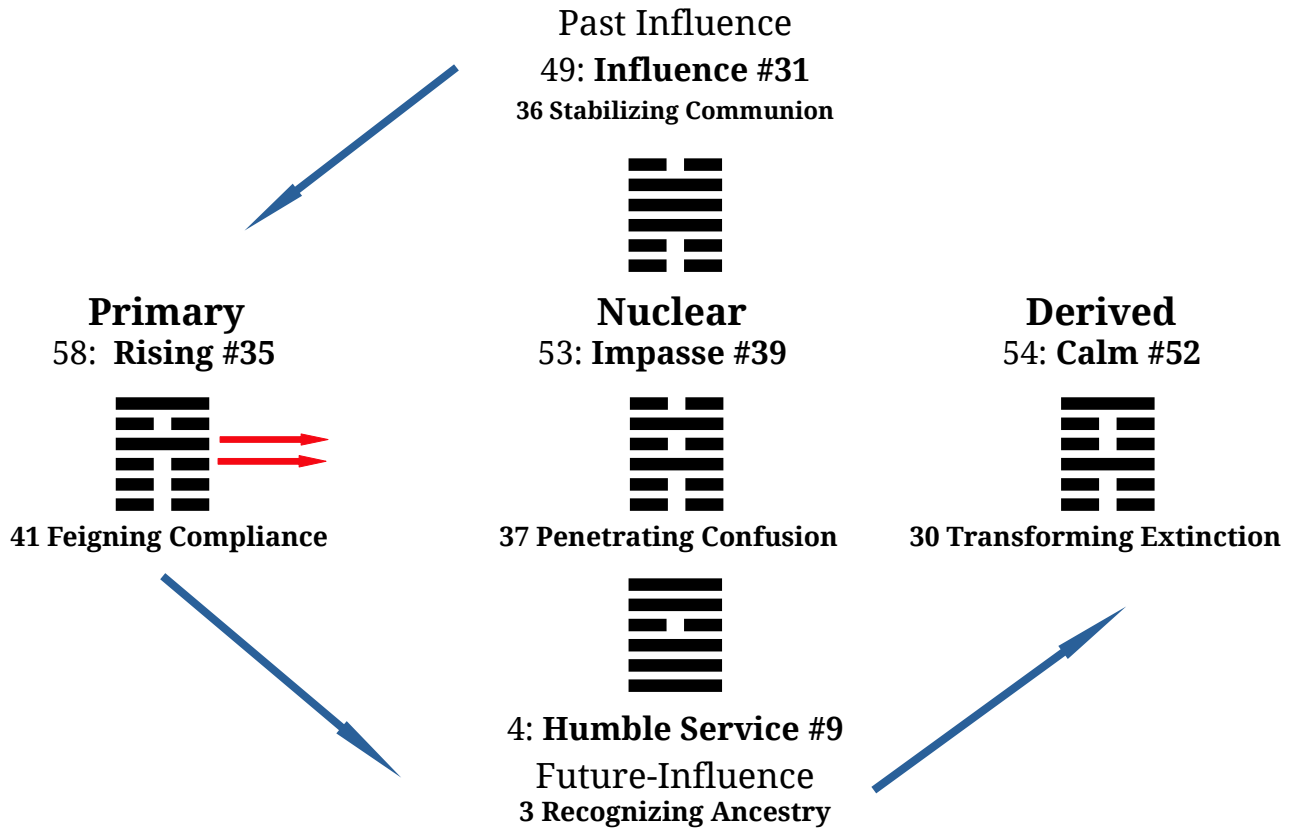 Past Influence
49: Influence #31
36 Stabilizing Communion
Primary
58: Rising #35
41 Feigning Compliance
Nuclear
53: Impasse #39
37 Penetrating Confusion
Derived
54: Calm #52
30 Transforming Extinction
4: Humble Service #9
Future-Influence
3 Recognizing Ancestry